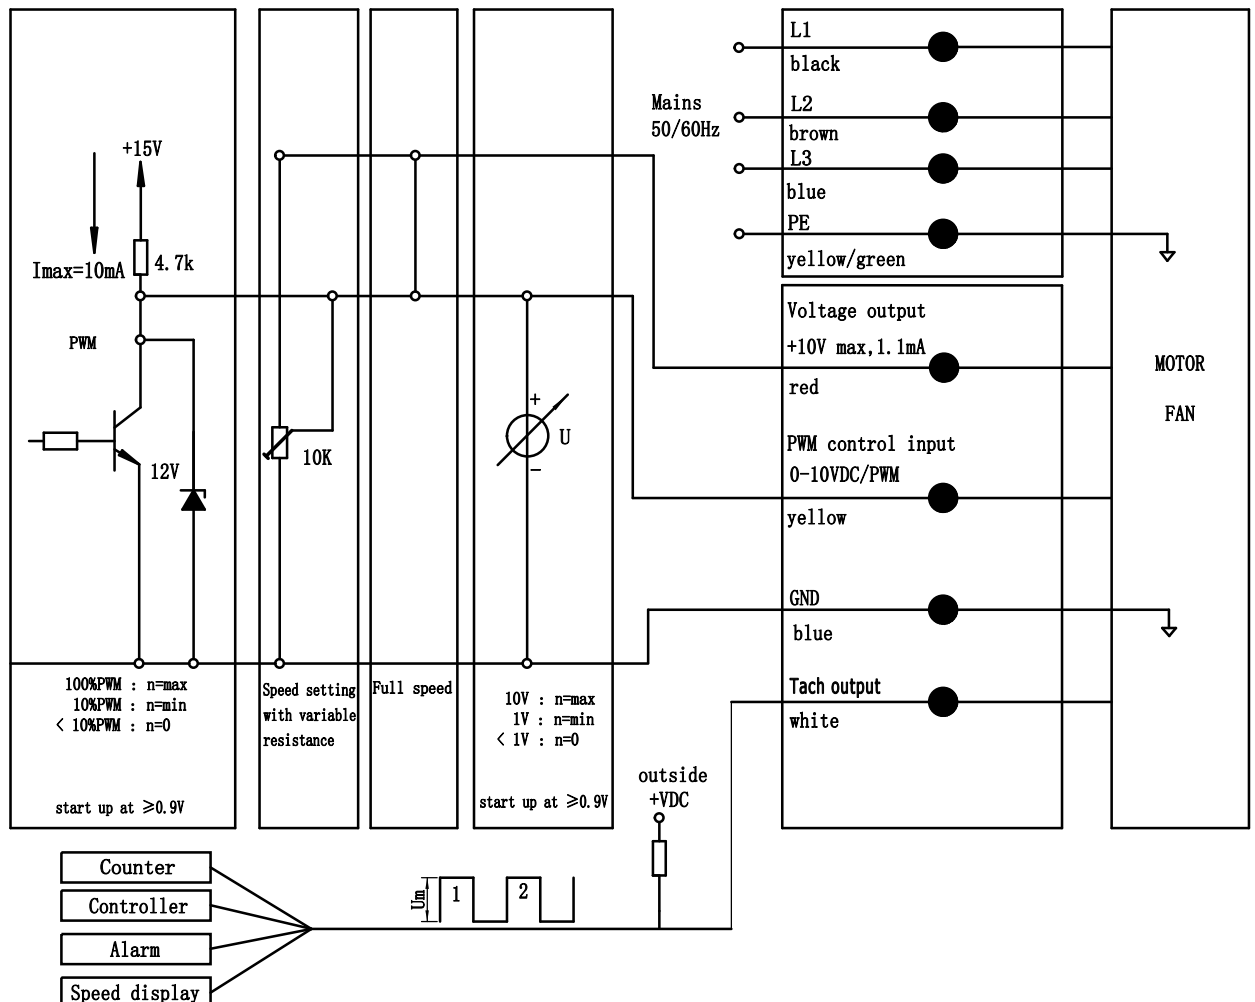 +15V
Imax=10mA
4.7k
PWM
12V
100%PWM : n=max
10%PWM : n=min
< 10%PWM : n=0
start up at ≥0.9V
10K
Speed setting
with variable
resistance
Full speed
+
U
−
10V : n=max
1V : n=min
< 1V : n=0
start up at ≥0.9V
Mains
50/60Hz
L1
black
L2
brown
L3
blue
PE
yellow/green
Voltage output
+10V max,1.1mA
red
PWM control input
0-10VDC/PWM
yellow
GND
blue
Tach output
white
MOTOR
FAN
outside
+VDC
Um
1
2
Counter
Controller
Alarm
Speed display